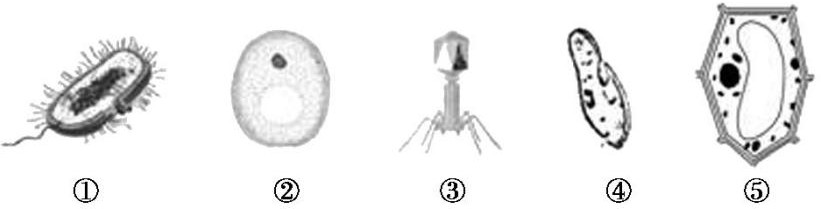 ① ② ③ ④ ⑤